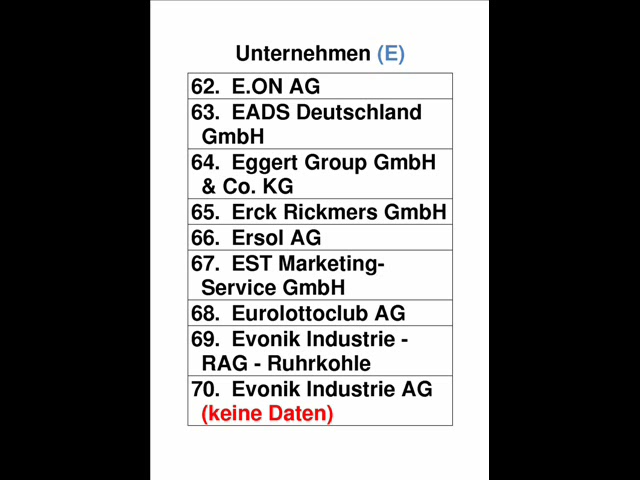 Unternehmen (E)
62. E.ON AG
63. EADS Deutschland
GmbH
64. Eggert Group GmbH
& Co. KG
65. Erck Rickmers GmbH
66. Ersol AG
67. EST Marketing-
Service GmbH
68. Eurolottoclub AG
69. Evonik Industrie -
RAG - Ruhrkohle
70. Evonik Industrie AG
(keine Daten)